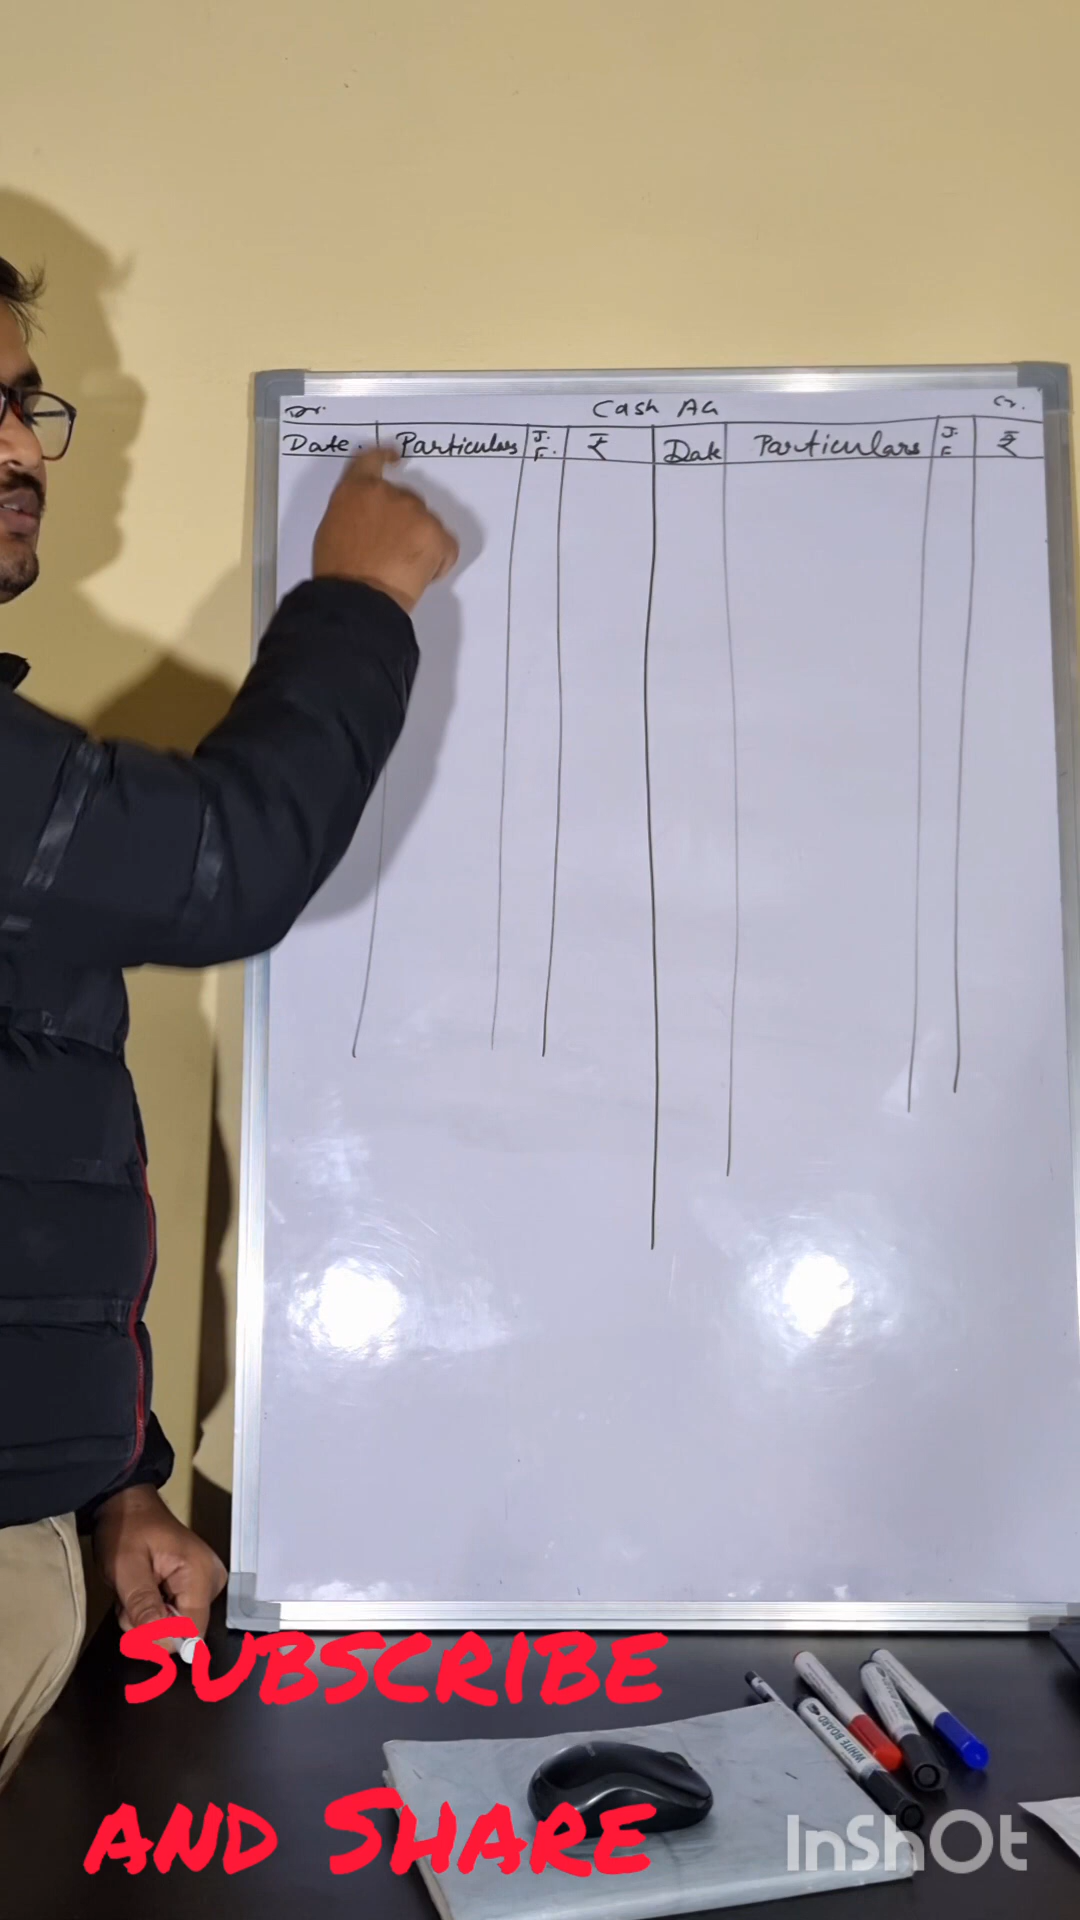 Dr. Cash A/c Cr.
Date. Particulars J. F. ₹ Date Particulars J. F ₹
SUBSCRIBE
AND SHARE
WHITE BOARD
InShOt